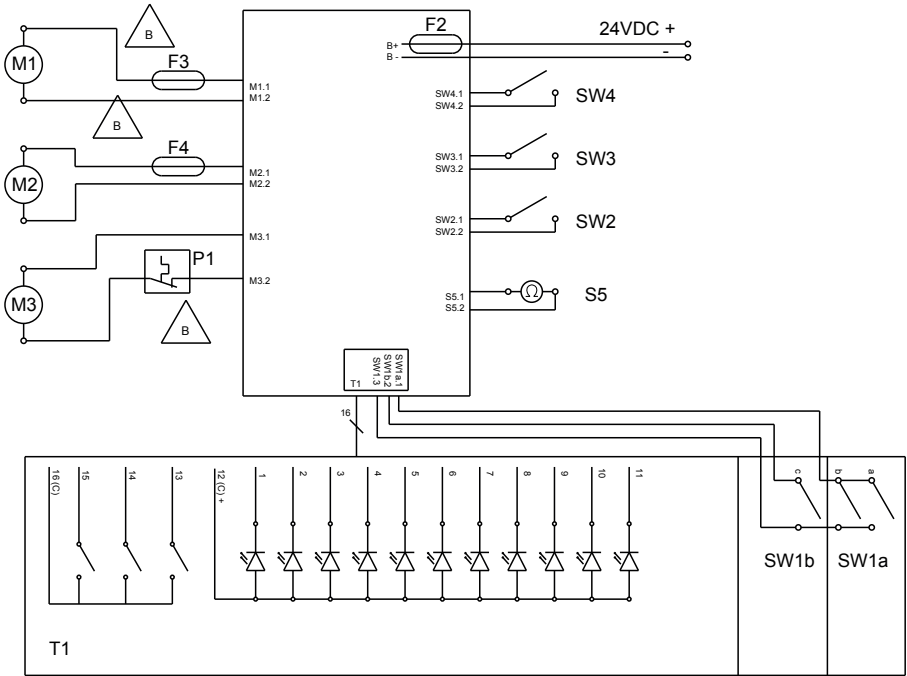 F2
24VDC +
-
B+
B -
B
M1
F3
M1.1
M1.2
B
SW4.1
SW4.2
SW4
F4
M2
M2.1
M2.2
SW3.1
SW3.2
SW3
SW2.1
SW2.2
SW2
M3.1
P1
M3.2
M3
B
S5.1
S5.2
Ω
S5
T1
SW1.3
SW1b.2
SW1a.1
16
16 (C)
15
14
13
12 (C) +
1
2
3
4
5
6
7
8
9
10
11
c
b
a
SW1b
SW1a
T1